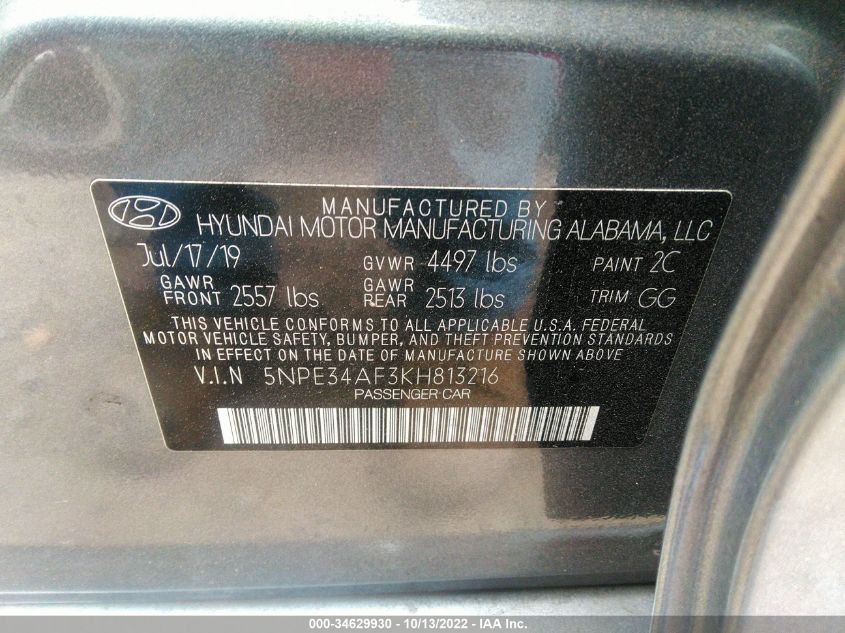 MANUFACTURED BY
HYUNDAI MOTOR MANUFACTURING ALABAMA, LLC
Jul/17/19 GVWR 4497 lbs PAINT 2C
GAWR FRONT 2557 lbs GAWR REAR 2513 lbs TRIM GG
THIS VEHICLE CONFORMS TO ALL APPLICABLE U.S.A. FEDERAL
MOTOR VEHICLE SAFETY, BUMPER, AND THEFT PREVENTION STANDARDS
IN EFFECT ON THE DATE OF MANUFACTURE SHOWN ABOVE
V.I.N 5NPE34AF3KH813216
PASSENGER CAR
000-34629930 - 10/13/2022 - IAA Inc.